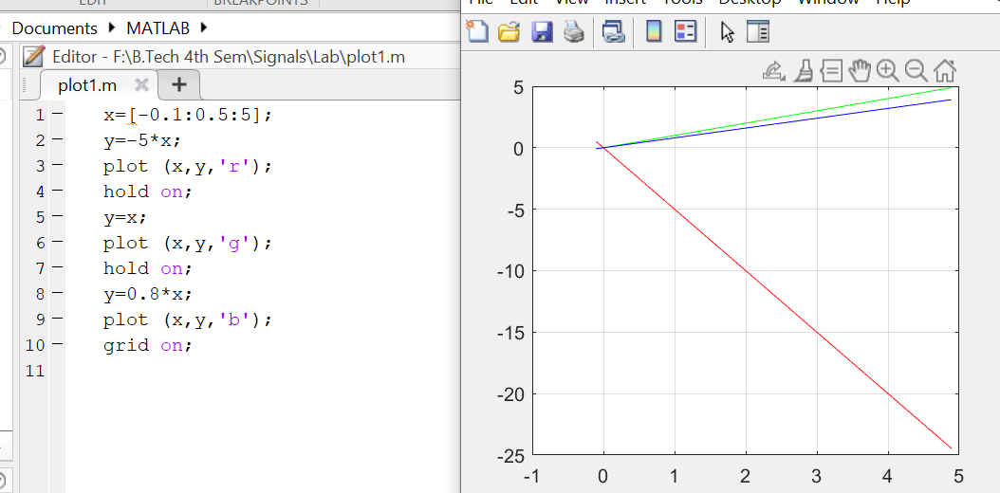 EDIT
BREAKPOINTS
File Edit View Insert Tools Desktop Window Help
Documents MATLAB
Editor - F:\B.Tech 4th Sem\Signals\Lab\plot1.m
plot1.m
1 x=[-0.1:0.5:5];
2 y=-5*x;
3 plot (x,y,'r');
4 hold on;
5 y=x;
6 plot (x,y,'g');
7 hold on;
8 y=0.8*x;
9 plot (x,y,'b');
10 grid on;
11
5
0
-5
-10
-15
-20
-25
-1 0 1 2 3 4 5